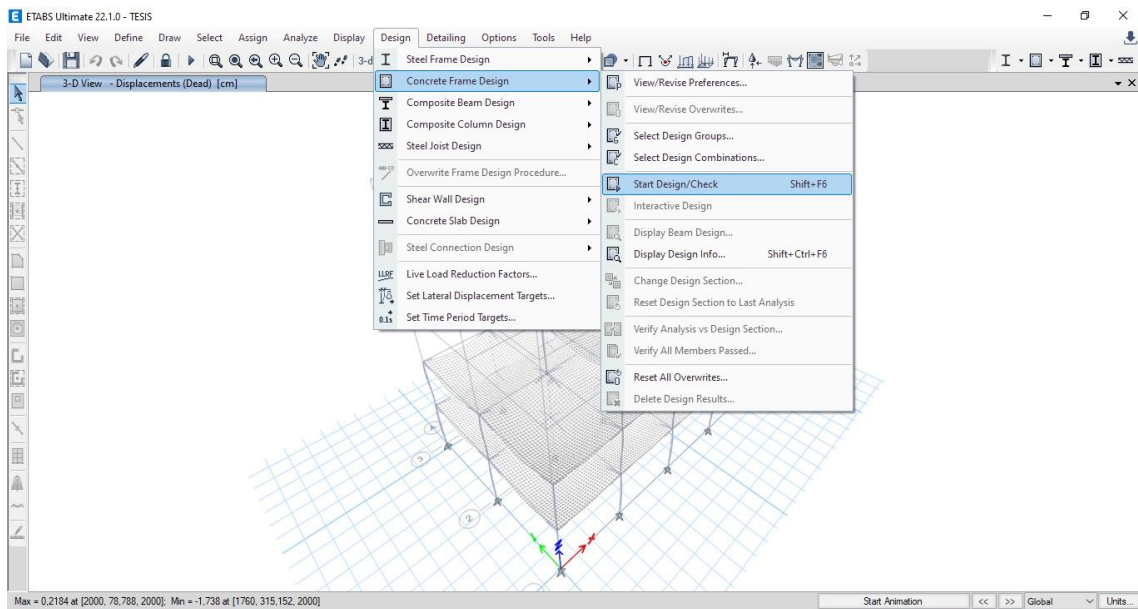 ETABS Ultimate 22.1.0 - TESIS
File Edit View Define Draw Select Assign Analyze Display Design Detailing Options Tools Help
3-d
3-D View - Displacements (Dead) [cm]
Steel Frame Design
Concrete Frame Design
Composite Beam Design
Composite Column Design
Steel Joist Design
Overwrite Frame Design Procedure...
Shear Wall Design
Concrete Slab Design
Steel Connection Design
LLRF Live Load Reduction Factors...
Set Lateral Displacement Targets...
0.1s Set Time Period Targets...
View/Revise Preferences...
View/Revise Overwrites...
Select Design Groups...
Select Design Combinations...
Start Design/Check Shift+F6
Interactive Design
Display Beam Design...
Display Design Info... Shift+Ctrl+F6
Change Design Section...
Reset Design Section to Last Analysis
Verify Analysis vs Design Section...
Verify All Members Passed...
Reset All Overwrites...
Delete Design Results...
3
2
Max = 0,2184 at [2000, 78,788, 2000]; Min = -1,738 at [1760, 315,152, 2000]
Start Animation << >> Global Units...